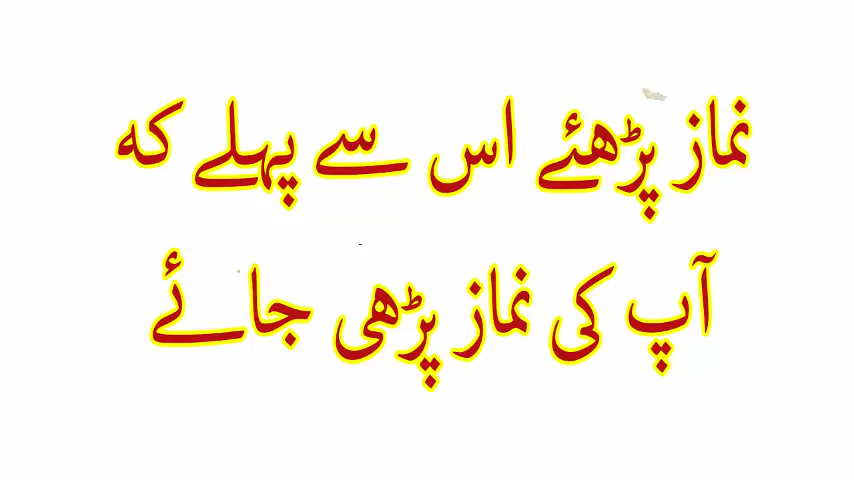 نماز پڑھئے اس سے پہلے کہ
آپ کی نماز پڑھی جائے